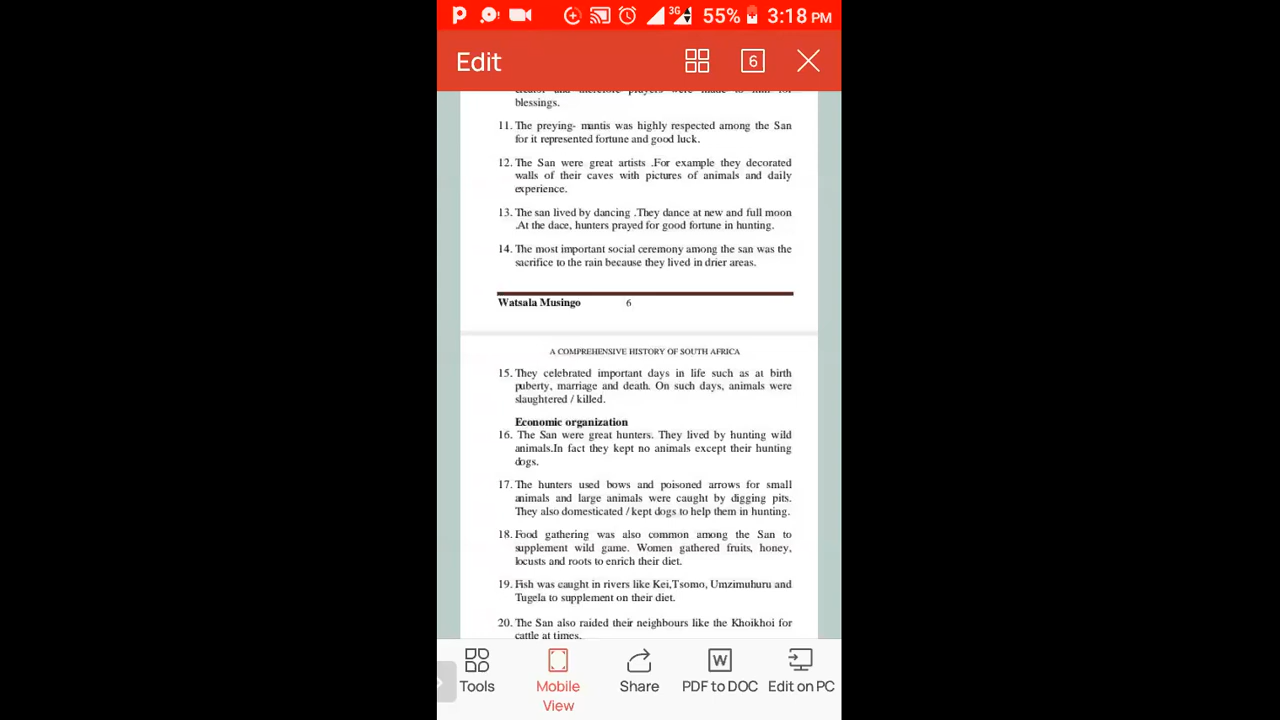 55% 3:18 PM
3G
Edit
6
creator and therefore prayers were made to him for
blessings.
11. The preying- mantis was highly respected among the San
for it represented fortune and good luck.
12. The San were great artists .For example they decorated
walls of their caves with pictures of animals and daily
experience.
13. The san lived by dancing .They dance at new and full moon
.At the dace, hunters prayed for good fortune in hunting.
14. The most important social ceremony among the san was the
sacrifice to the rain because they lived in drier areas.
Watsala Musingo 6
A COMPREHENSIVE HISTORY OF SOUTH AFRICA
15. They celebrated important days in life such as at birth
puberty, marriage and death. On such days, animals were
slaughtered / killed.
Economic organization
16. The San were great hunters. They lived by hunting wild
animals.In fact they kept no animals except their hunting
dogs.
17. The hunters used bows and poisoned arrows for small
animals and large animals were caught by digging pits.
They also domesticated / kept dogs to help them in hunting.
18. Food gathering was also common among the San to
supplement wild game. Women gathered fruits, honey,
locusts and roots to enrich their diet.
19. Fish was caught in rivers like Kei,Tsomo, Umzimuhuru and
Tugela to supplement on their diet.
20. The San also raided their neighbours like the Khoikhoi for
cattle at times.
Tools
Mobile
View
Share
W
PDF to DOC
Edit on PC